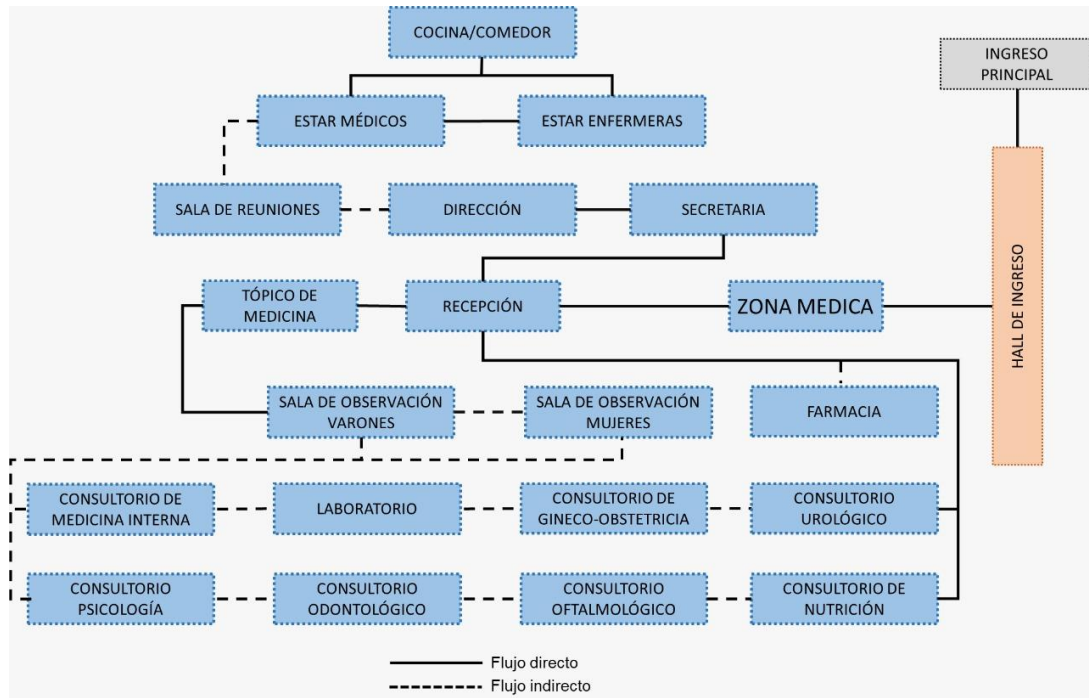 COCINA/COMEDOR
INGRESO
PRINCIPAL
ESTAR MÉDICOS
ESTAR ENFERMERAS
SALA DE REUNIONES
DIRECCIÓN
SECRETARIA
TÓPICO DE
MEDICINA
RECEPCIÓN
ZONA MEDICA
HALL DE INGRESO
SALA DE OBSERVACIÓN
VARONES
SALA DE OBSERVACIÓN
MUJERES
FARMACIA
CONSULTORIO DE
MEDICINA INTERNA
LABORATORIO
CONSULTORIO DE
GINECO-OBSTETRICIA
CONSULTORIO
UROLÓGICO
CONSULTORIO
PSICOLOGÍA
CONSULTORIO
ODONTOLÓGICO
CONSULTORIO
OFTALMOLÓGICO
CONSULTORIO DE
NUTRICIÓN
Flujo directo
Flujo indirecto